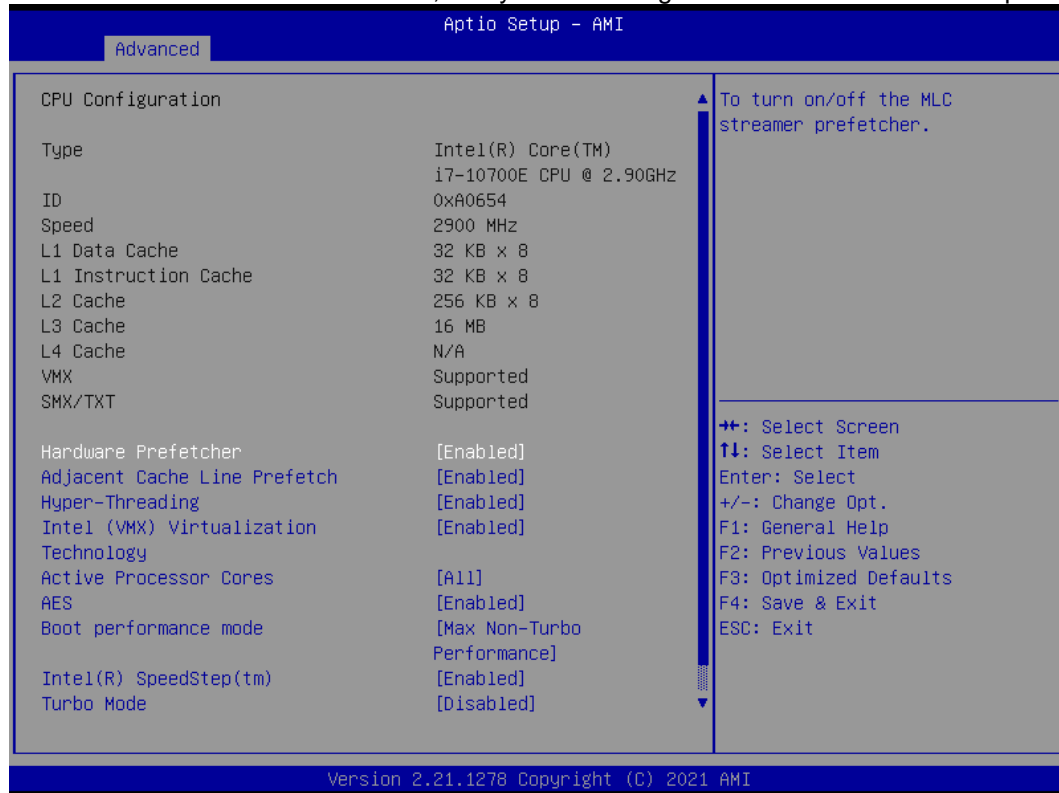 Aptio Setup - AMI
Advanced
CPU Configuration
Type Intel(R) Core(TM)
i7-10700E CPU @ 2.90GHz
ID 0xA0654
Speed 2900 MHz
L1 Data Cache 32 KB x 8
L1 Instruction Cache 32 KB x 8
L2 Cache 256 KB x 8
L3 Cache 16 MB
L4 Cache N/A
VMX Supported
SMX/TXT Supported
Hardware Prefetcher [Enabled]
Adjacent Cache Line Prefetch [Enabled]
Hyper-Threading [Enabled]
Intel (VMX) Virtualization [Enabled]
Technology
Active Processor Cores [All]
AES [Enabled]
Boot performance mode [Max Non-Turbo
Performance]
Intel(R) SpeedStep(tm) [Enabled]
Turbo Mode [Disabled]
To turn on/off the MLC
streamer prefetcher.
→←: Select Screen
↑↓: Select Item
Enter: Select
+/-: Change Opt.
F1: General Help
F2: Previous Values
F3: Optimized Defaults
F4: Save & Exit
ESC: Exit
Version 2.21.1278 Copyright (C) 2021 AMI